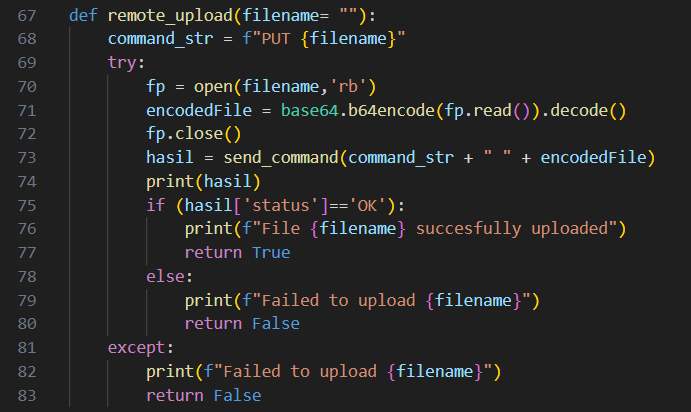 67 def remote_upload(filename= ""):
68     command_str = f"PUT {filename}"
69     try:
70         fp = open(filename,'rb')
71         encodedFile = base64.b64encode(fp.read()).decode()
72         fp.close()
73         hasil = send_command(command_str + " " + encodedFile)
74         print(hasil)
75         if (hasil['status']=='OK'):
76             print(f"File {filename} succesfully uploaded")
77             return True
78         else:
79             print(f"Failed to upload {filename}")
80             return False
81     except:
82         print(f"Failed to upload {filename}")
83         return False